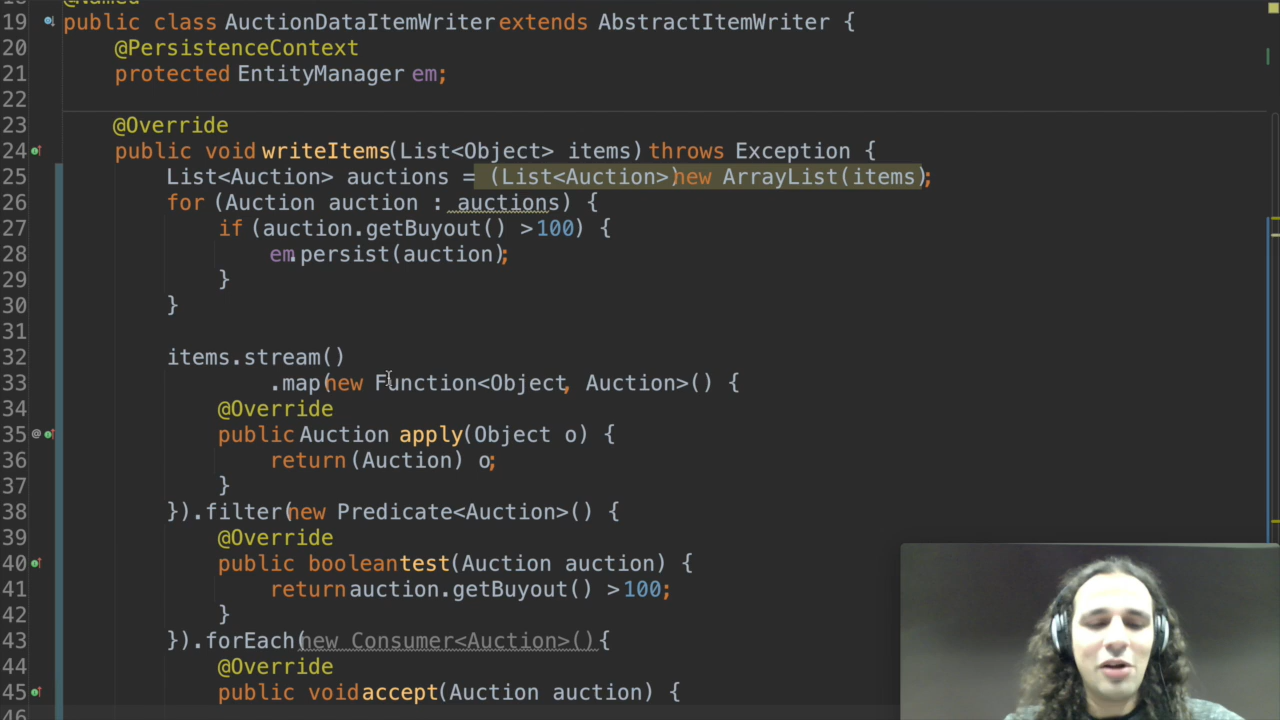 18 @Named
19 public class AuctionDataItemWriter extends AbstractItemWriter {
20 @PersistenceContext
21 protected EntityManager em;
22
23 @Override
24 public void writeItems(List<Object> items) throws Exception {
25 List<Auction> auctions = (List<Auction>)new ArrayList(items);
26 for (Auction auction : auctions) {
27 if (auction.getBuyout() >100) {
28 em.persist(auction);
29 }
30 }
31
32 items.stream()
33 .map(new Function<Object, Auction>() {
34 @Override
35 @ public Auction apply(Object o) {
36 return (Auction) o;
37 }
38 }).filter(new Predicate<Auction>() {
39 @Override
40 public boolean test(Auction auction) {
41 return auction.getBuyout() >100;
42 }
43 }).forEach(new Consumer<Auction>(){
44 @Override
45 public void accept(Auction auction) {
46